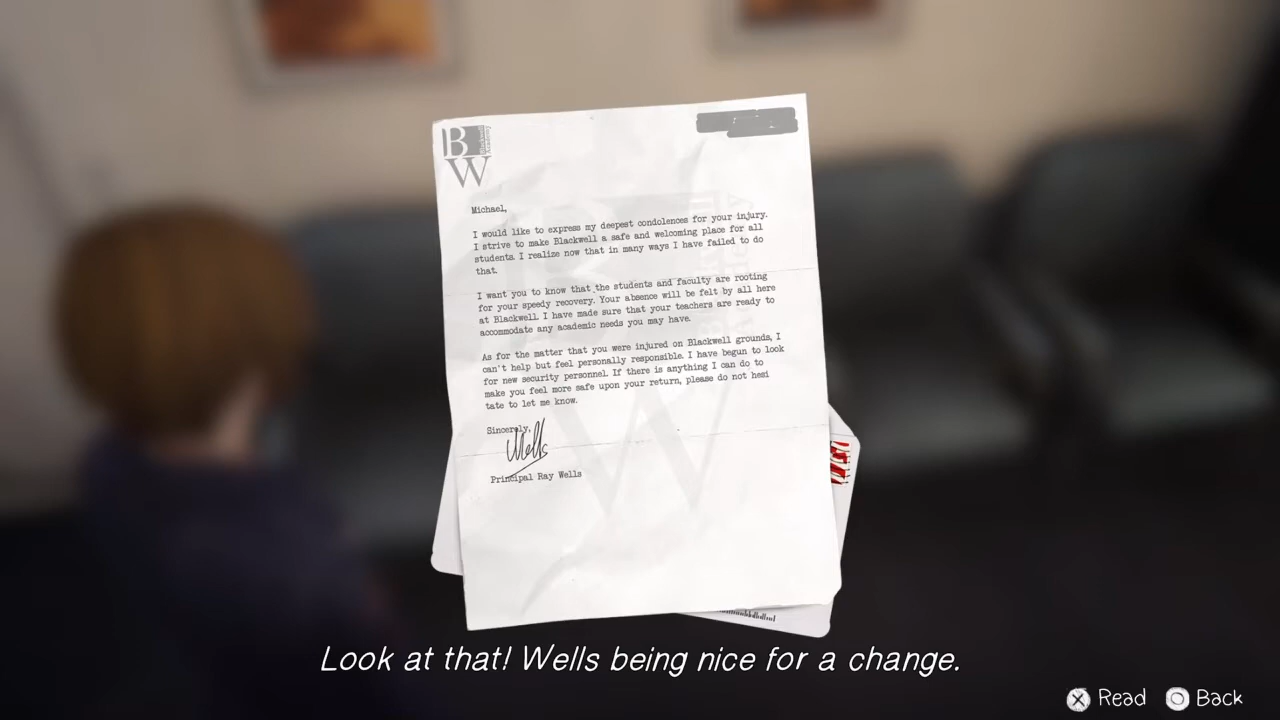 BW
Michael,
I would like to express my deepest condolences for your injury.
I strive to make Blackwell a safe and welcoming place for all
students. I realize now that in many ways I have failed to do
that.
I want you to know that the students and faculty are rooting
for your speedy recovery. Your absence will be felt by all here
at Blackwell. I have made sure that your teachers are ready to
accommodate any academic needs you may have.
As for the matter that you were injured on Blackwell grounds, I
can't help but feel personally responsible. I have begun to look
for new security personnel. If there is anything I can do to
make you feel more safe upon your return, please do not hesi
tate to let me know.
Sincerely,
Wells
Principal Ray Wells
Look at that! Wells being nice for a change.
Read Back